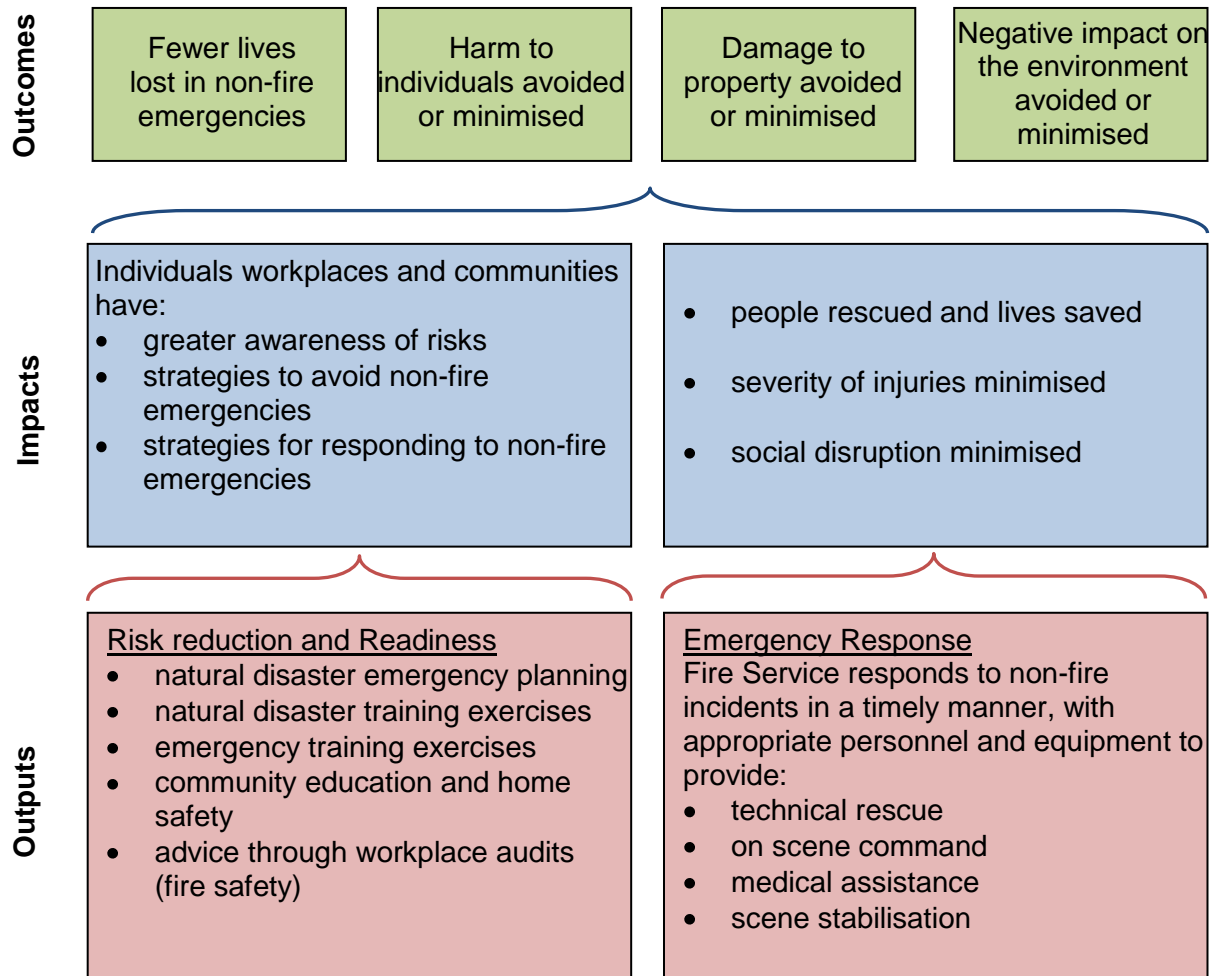 Outcomes
Fewer lives
lost in non-fire
emergencies
Harm to
individuals avoided
or minimised
Damage to
property avoided
or minimised
Negative impact on
the environment
avoided or
minimised
Impacts
Individuals workplaces and communities
have:
• greater awareness of risks
• strategies to avoid non-fire
emergencies
• strategies for responding to non-fire
emergencies
• people rescued and lives saved
• severity of injuries minimised
• social disruption minimised
Outputs
Risk reduction and Readiness
• natural disaster emergency planning
• natural disaster training exercises
• emergency training exercises
• community education and home
safety
• advice through workplace audits
(fire safety)
Emergency Response
Fire Service responds to non-fire
incidents in a timely manner, with
appropriate personnel and equipment to
provide:
• technical rescue
• on scene command
• medical assistance
• scene stabilisation